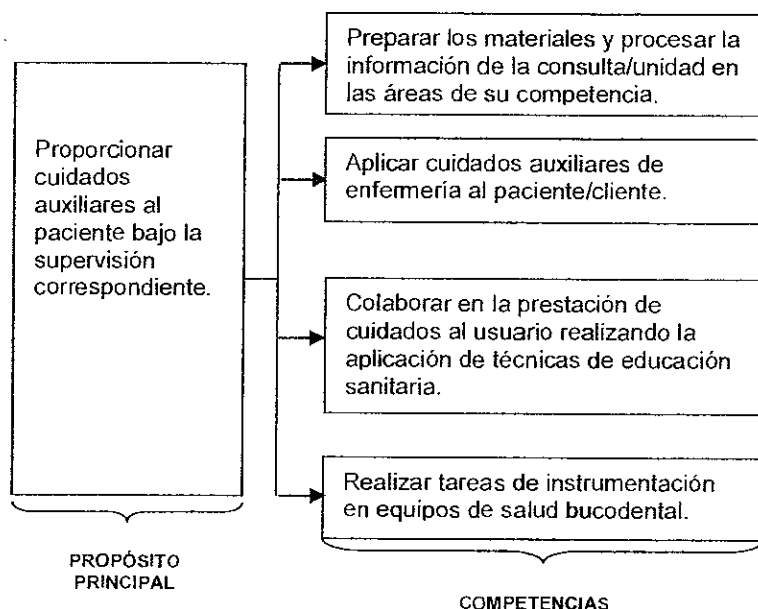 Proporcionar
cuidados
auxiliares al
paciente bajo la
supervisión
correspondiente.
Preparar los materiales y procesar la
información de la consulta/unidad en
las áreas de su competencia.
Aplicar cuidados auxiliares de
enfermería al paciente/cliente.
Colaborar en la prestación de
cuidados al usuario realizando la
aplicación de técnicas de educación
sanitaria.
Realizar tareas de instrumentación
en equipos de salud bucodental.
PROPÓSITO
PRINCIPAL
COMPETENCIAS